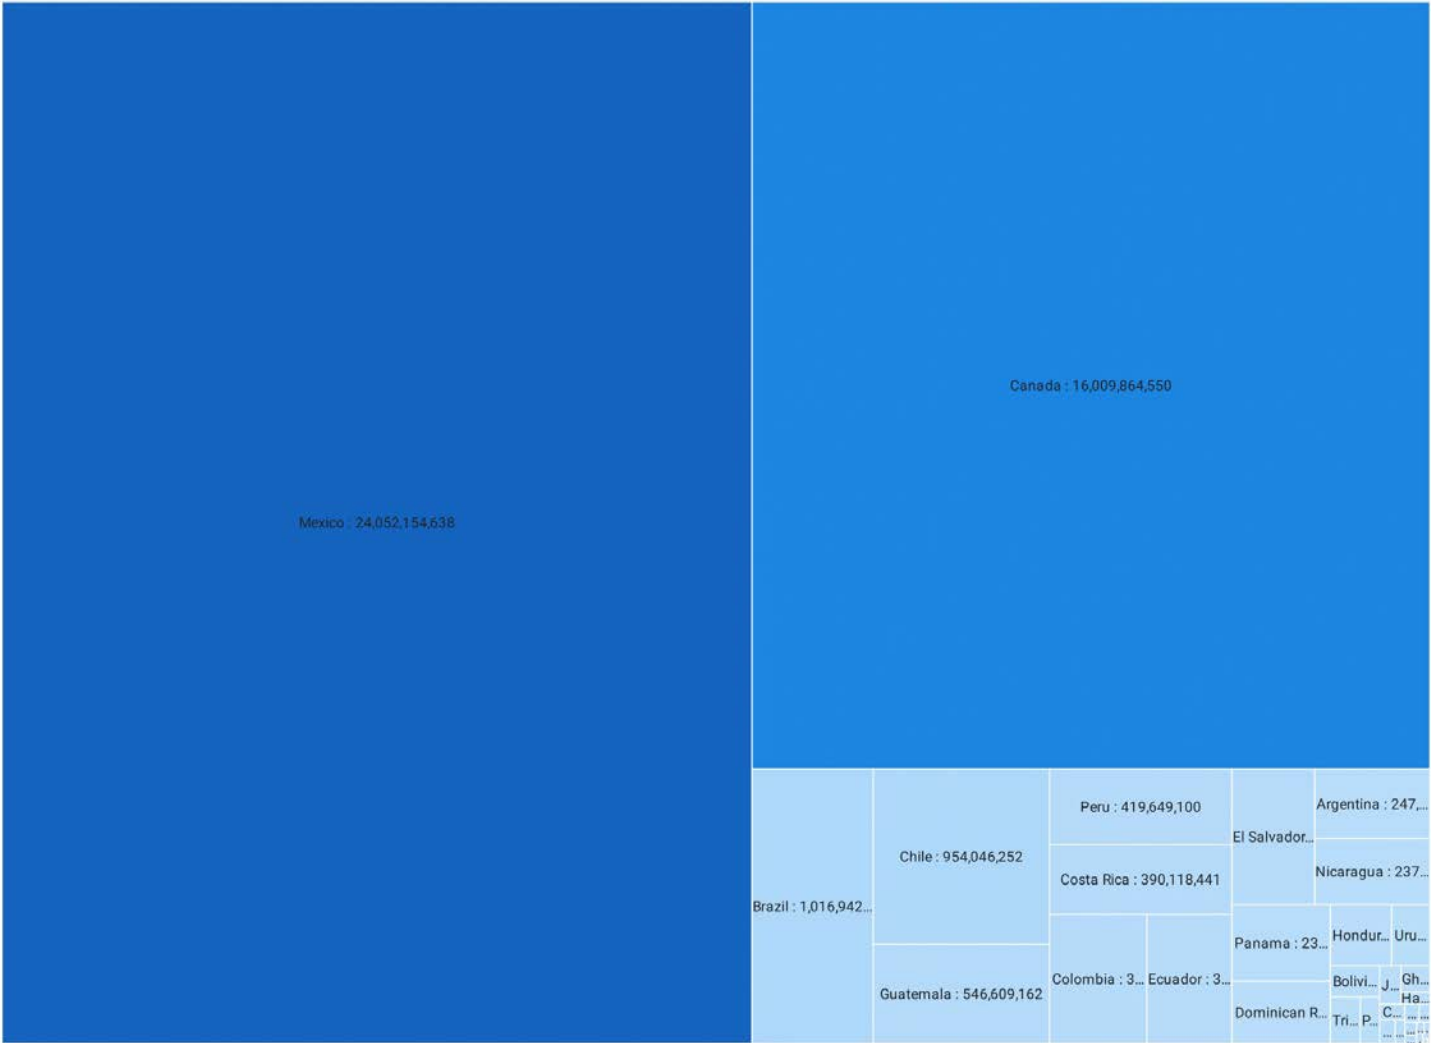 Mexico : 24,052,154,638
Canada : 16,009,864,550
Brazil : 1,016,942...
Chile : 954,046,252
Guatemala : 546,609,162
Peru : 419,649,100
Costa Rica : 390,118,441
Colombia : 3...
Ecuador : 3...
El Salvador...
Argentina : 247,...
Nicaragua : 237...
Panama : 23...
Dominican R...
Hondur...
Uru...
Bolivi...
J...
Gh...
Ha...
Tri...
P...
C...
...
...
...
...
...